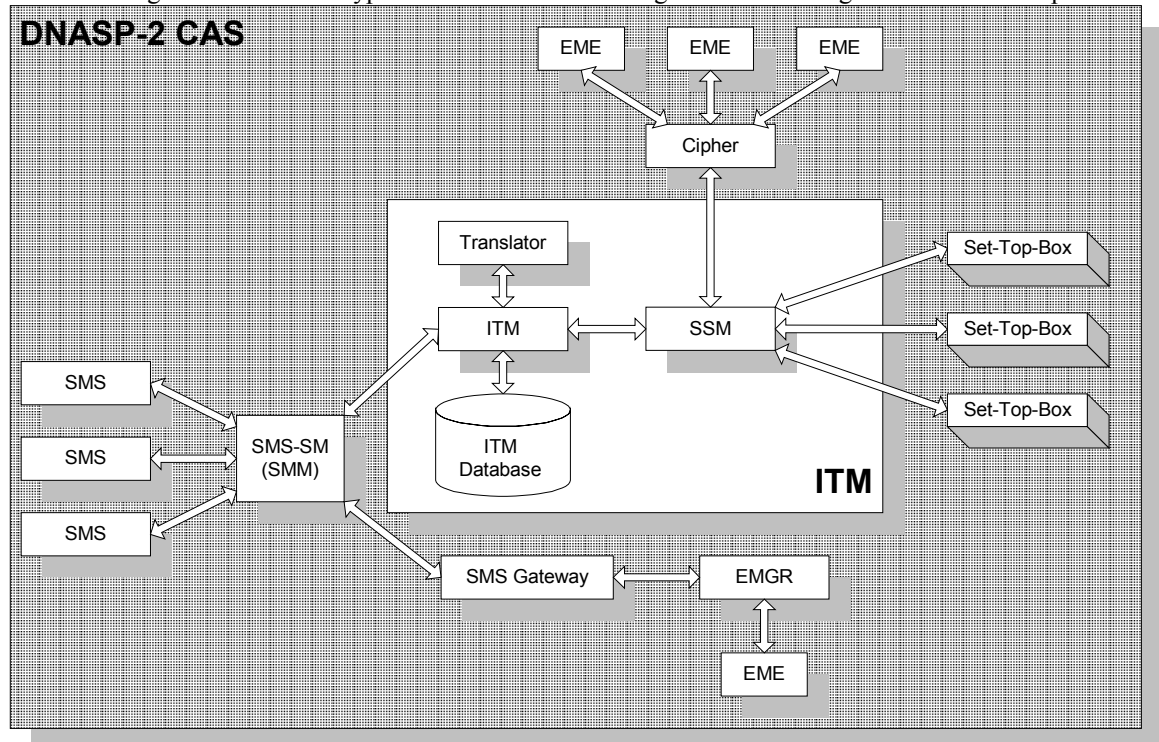 DNASP-2 CAS
EME
EME
EME
Cipher
Translator
Set-Top-Box
ITM
SSM
Set-Top-Box
SMS
Set-Top-Box
SMS-SM
(SMM)
ITM
Database
SMS
ITM
SMS
SMS Gateway
EMGR
EME